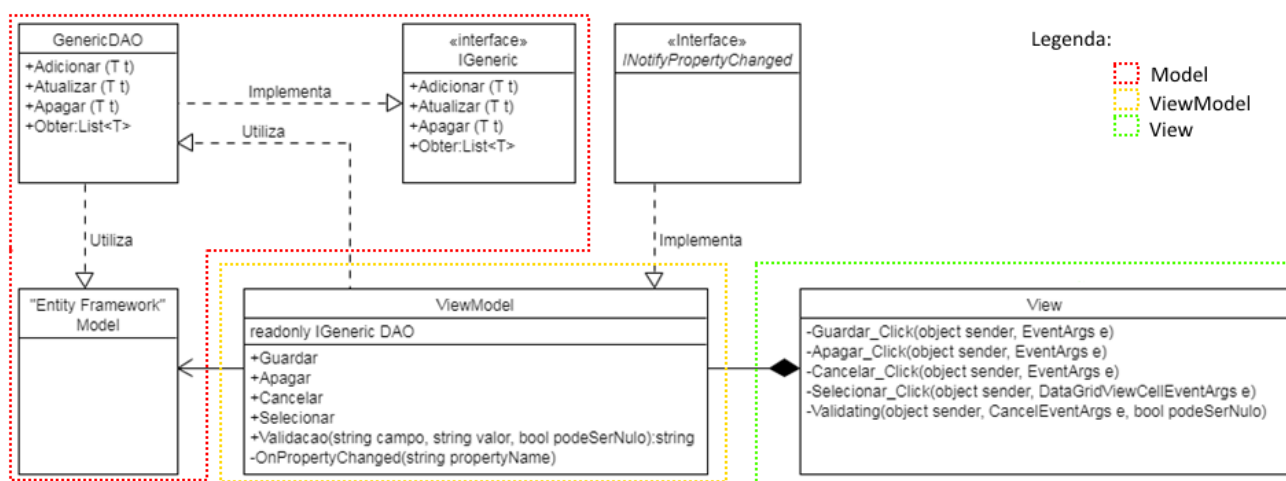 GenericDAO
+Adicionar (T t)
+Atualizar (T t)
+Apagar (T t)
+Obter:List<T>
Implementa
Utiliza
«interface»
IGeneric
+Adicionar (T t)
+Atualizar (T t)
+Apagar (T t)
+Obter:List<T>
«Interface»
INotifyPropertyChanged
Legenda:
Model
ViewModel
View
Utiliza
Implementa
"Entity Framework"
Model
ViewModel
readonly IGeneric DAO
+Guardar
+Apagar
+Cancelar
+Selecionar
+Validacao(string campo, string valor, bool podeSerNulo):string
-OnPropertyChanged(string propertyName)
View
-Guardar_Click(object sender, EventArgs e)
-Apagar_Click(object sender, EventArgs e)
-Cancelar_Click(object sender, EventArgs e)
-Selecionar_Click(object sender, DataGridViewCellEventArgs e)
-Validating(object sender, CancelEventArgs e, bool podeSerNulo)